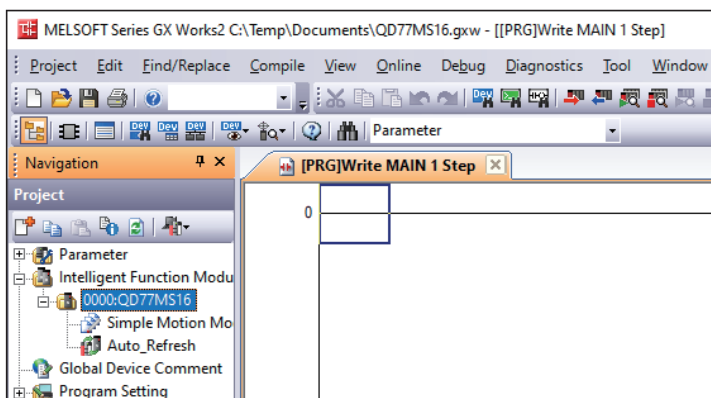 MELSOFT Series GX Works2 C:\Temp\Documents\QD77MS16.gxw - [[PRG]Write MAIN 1 Step]
Project Edit Find/Replace Compile View Online Debug Diagnostics Tool Window
Parameter
Navigation
[PRG]Write MAIN 1 Step
Project
0
Parameter
Intelligent Function Modu
0000:QD77MS16
Simple Motion Mo
Auto_Refresh
Global Device Comment
Program Setting